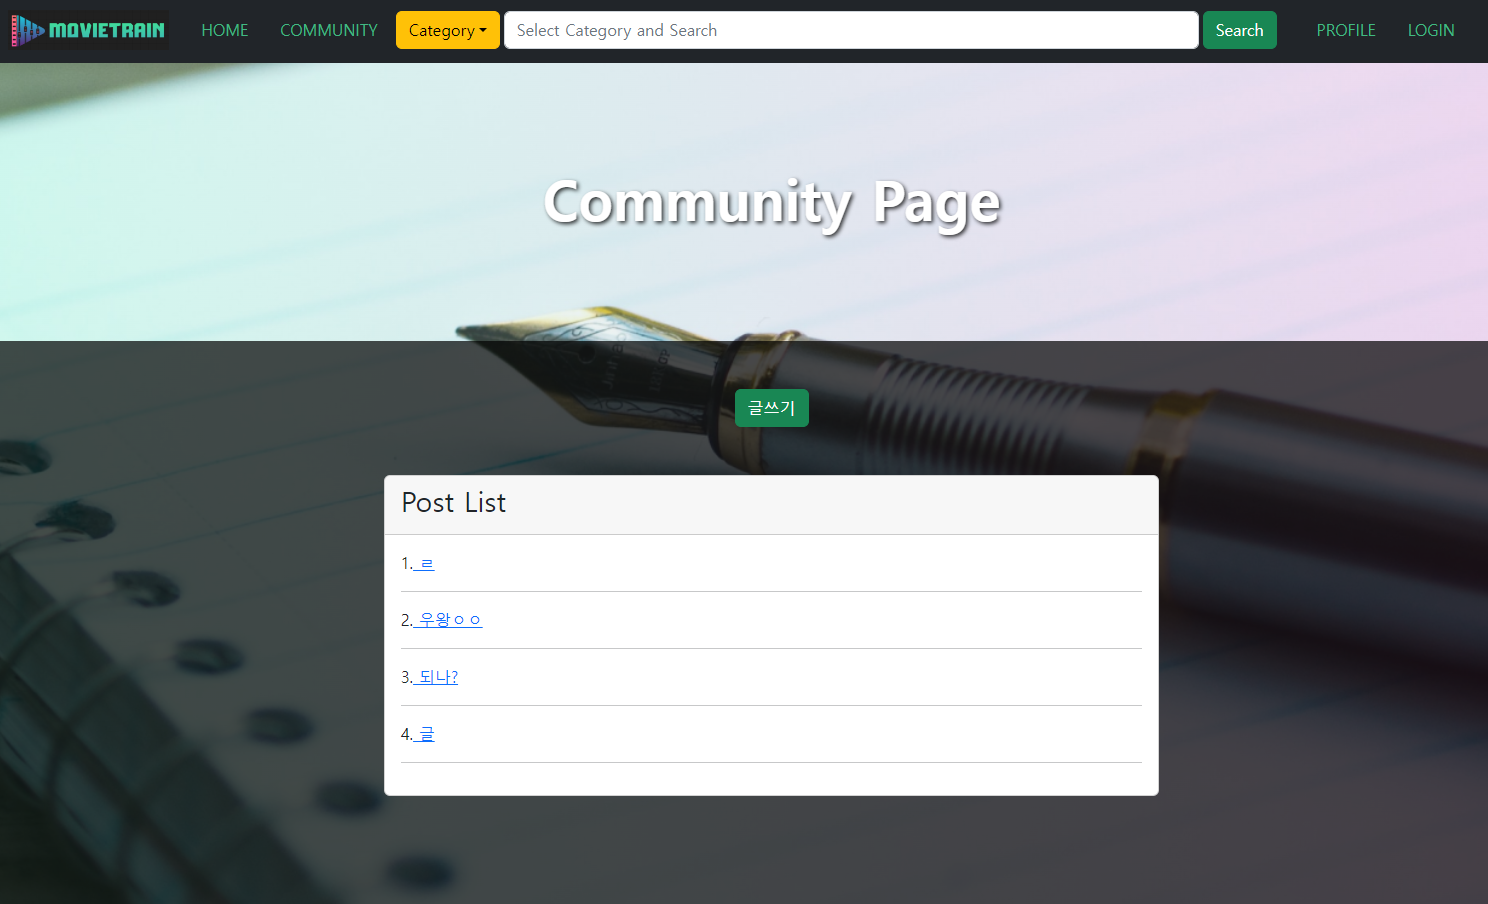 MOVIETRAIN HOME COMMUNITY Category Select Category and Search Search PROFILE LOGIN
Community Page
글쓰기
Post List
1. ㄹ
2. 우왕ㅇㅇ
3. 되나?
4. 글